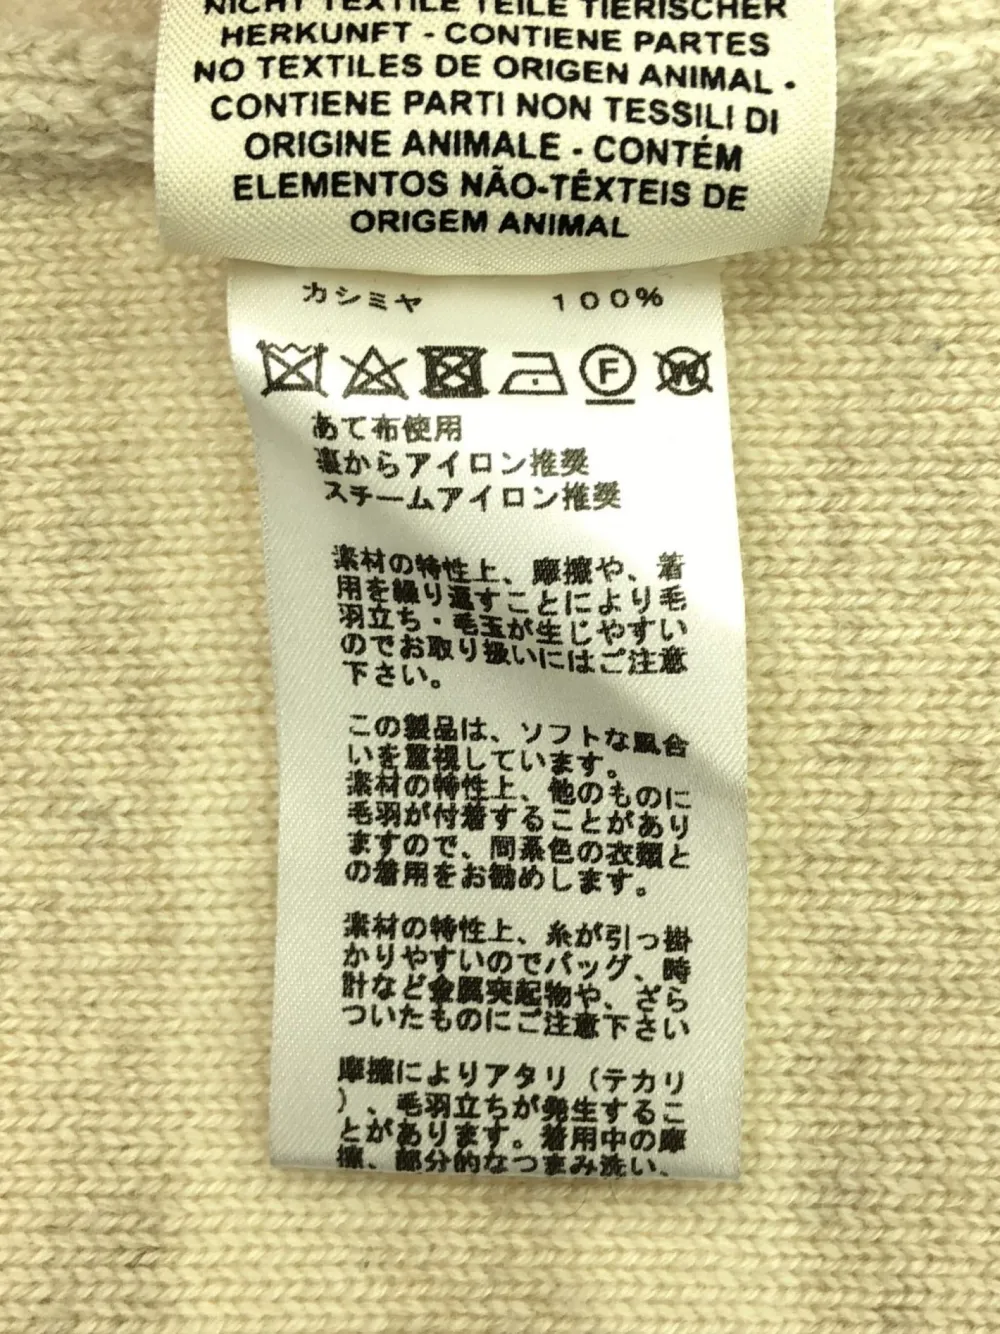 NICHT TEXTILE TEILE TIERISCHER
HERKUNFT - CONTIENE PARTES
NO TEXTILES DE ORIGEN ANIMAL -
CONTIENE PARTI NON TESSILI DI
ORIGINE ANIMALE - CONTÉM
ELEMENTOS NÃO-TÊXTEIS DE
ORIGEM ANIMAL
カシミヤ 100%
F W
あて布使用
裏からアイロン推奨
スチームアイロン推奨
素材の特性上、摩擦や、着
用を繰り返すことにより毛
羽立ち・毛玉が生じやすい
のでお取り扱いにはご注意
下さい。
この製品は、ソフトな風合
いを重視しています。
素材の特性上、他のものに
毛羽が付着することがあり
ますので、同系色の衣類と
の着用をお勧めします。
素材の特性上、糸が引っ掛
かりやすいのでバッグ、時
計など金属突起物や、ざら
ついたものにご注意下さい
摩擦によりアタリ（テカリ
）、毛羽立ちが発生するこ
とがあります。着用中の摩
擦、部分的なつまみ洗い、